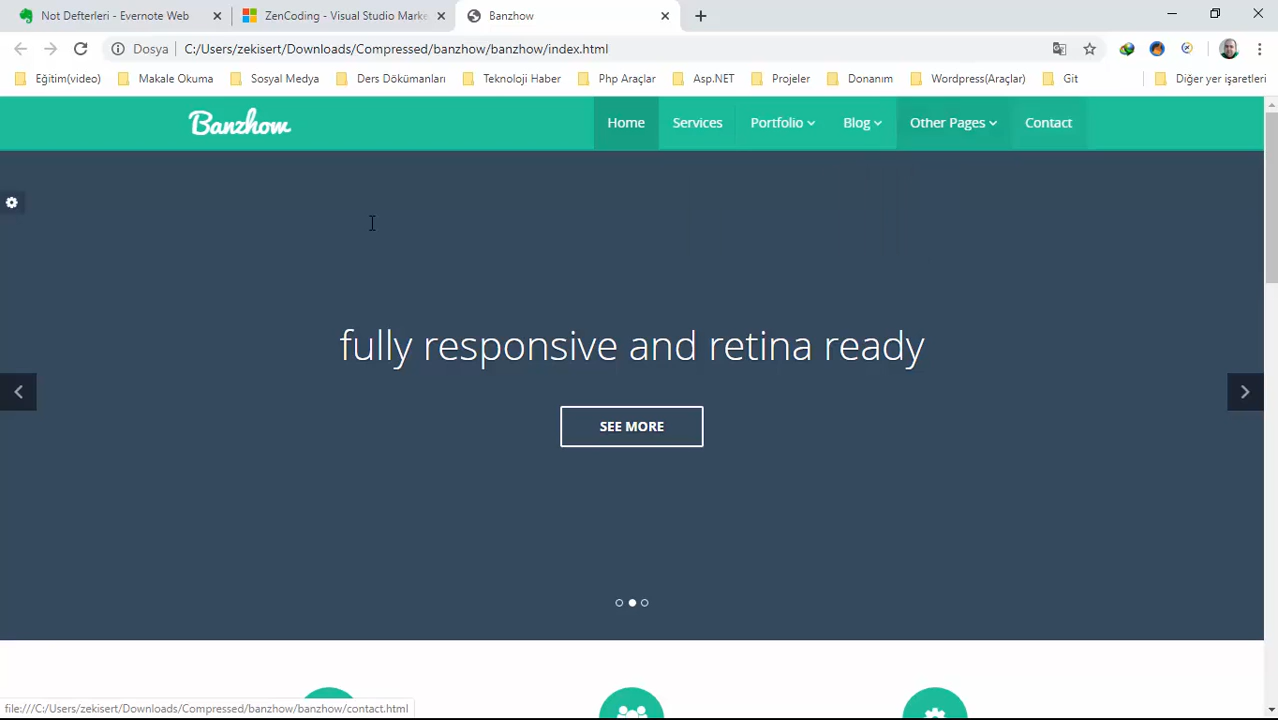 Not Defterleri - Evernote Web
ZenCoding - Visual Studio Marke
Banzhow
Dosya
C:/Users/zekisert/Downloads/Compressed/banzhow/banzhow/index.html
Eğitim(video)
Makale Okuma
Sosyal Medya
Ders Dökümanları
Teknoloji Haber
Php Araçlar
Asp.NET
Projeler
Donanım
Wordpress(Araçlar)
Git
Diğer yer işaretleri
Banzhow
Home
Services
Portfolio
Blog
Other Pages
Contact
fully responsive and retina ready
SEE MORE
file:///C:/Users/zekisert/Downloads/Compressed/banzhow/banzhow/contact.html